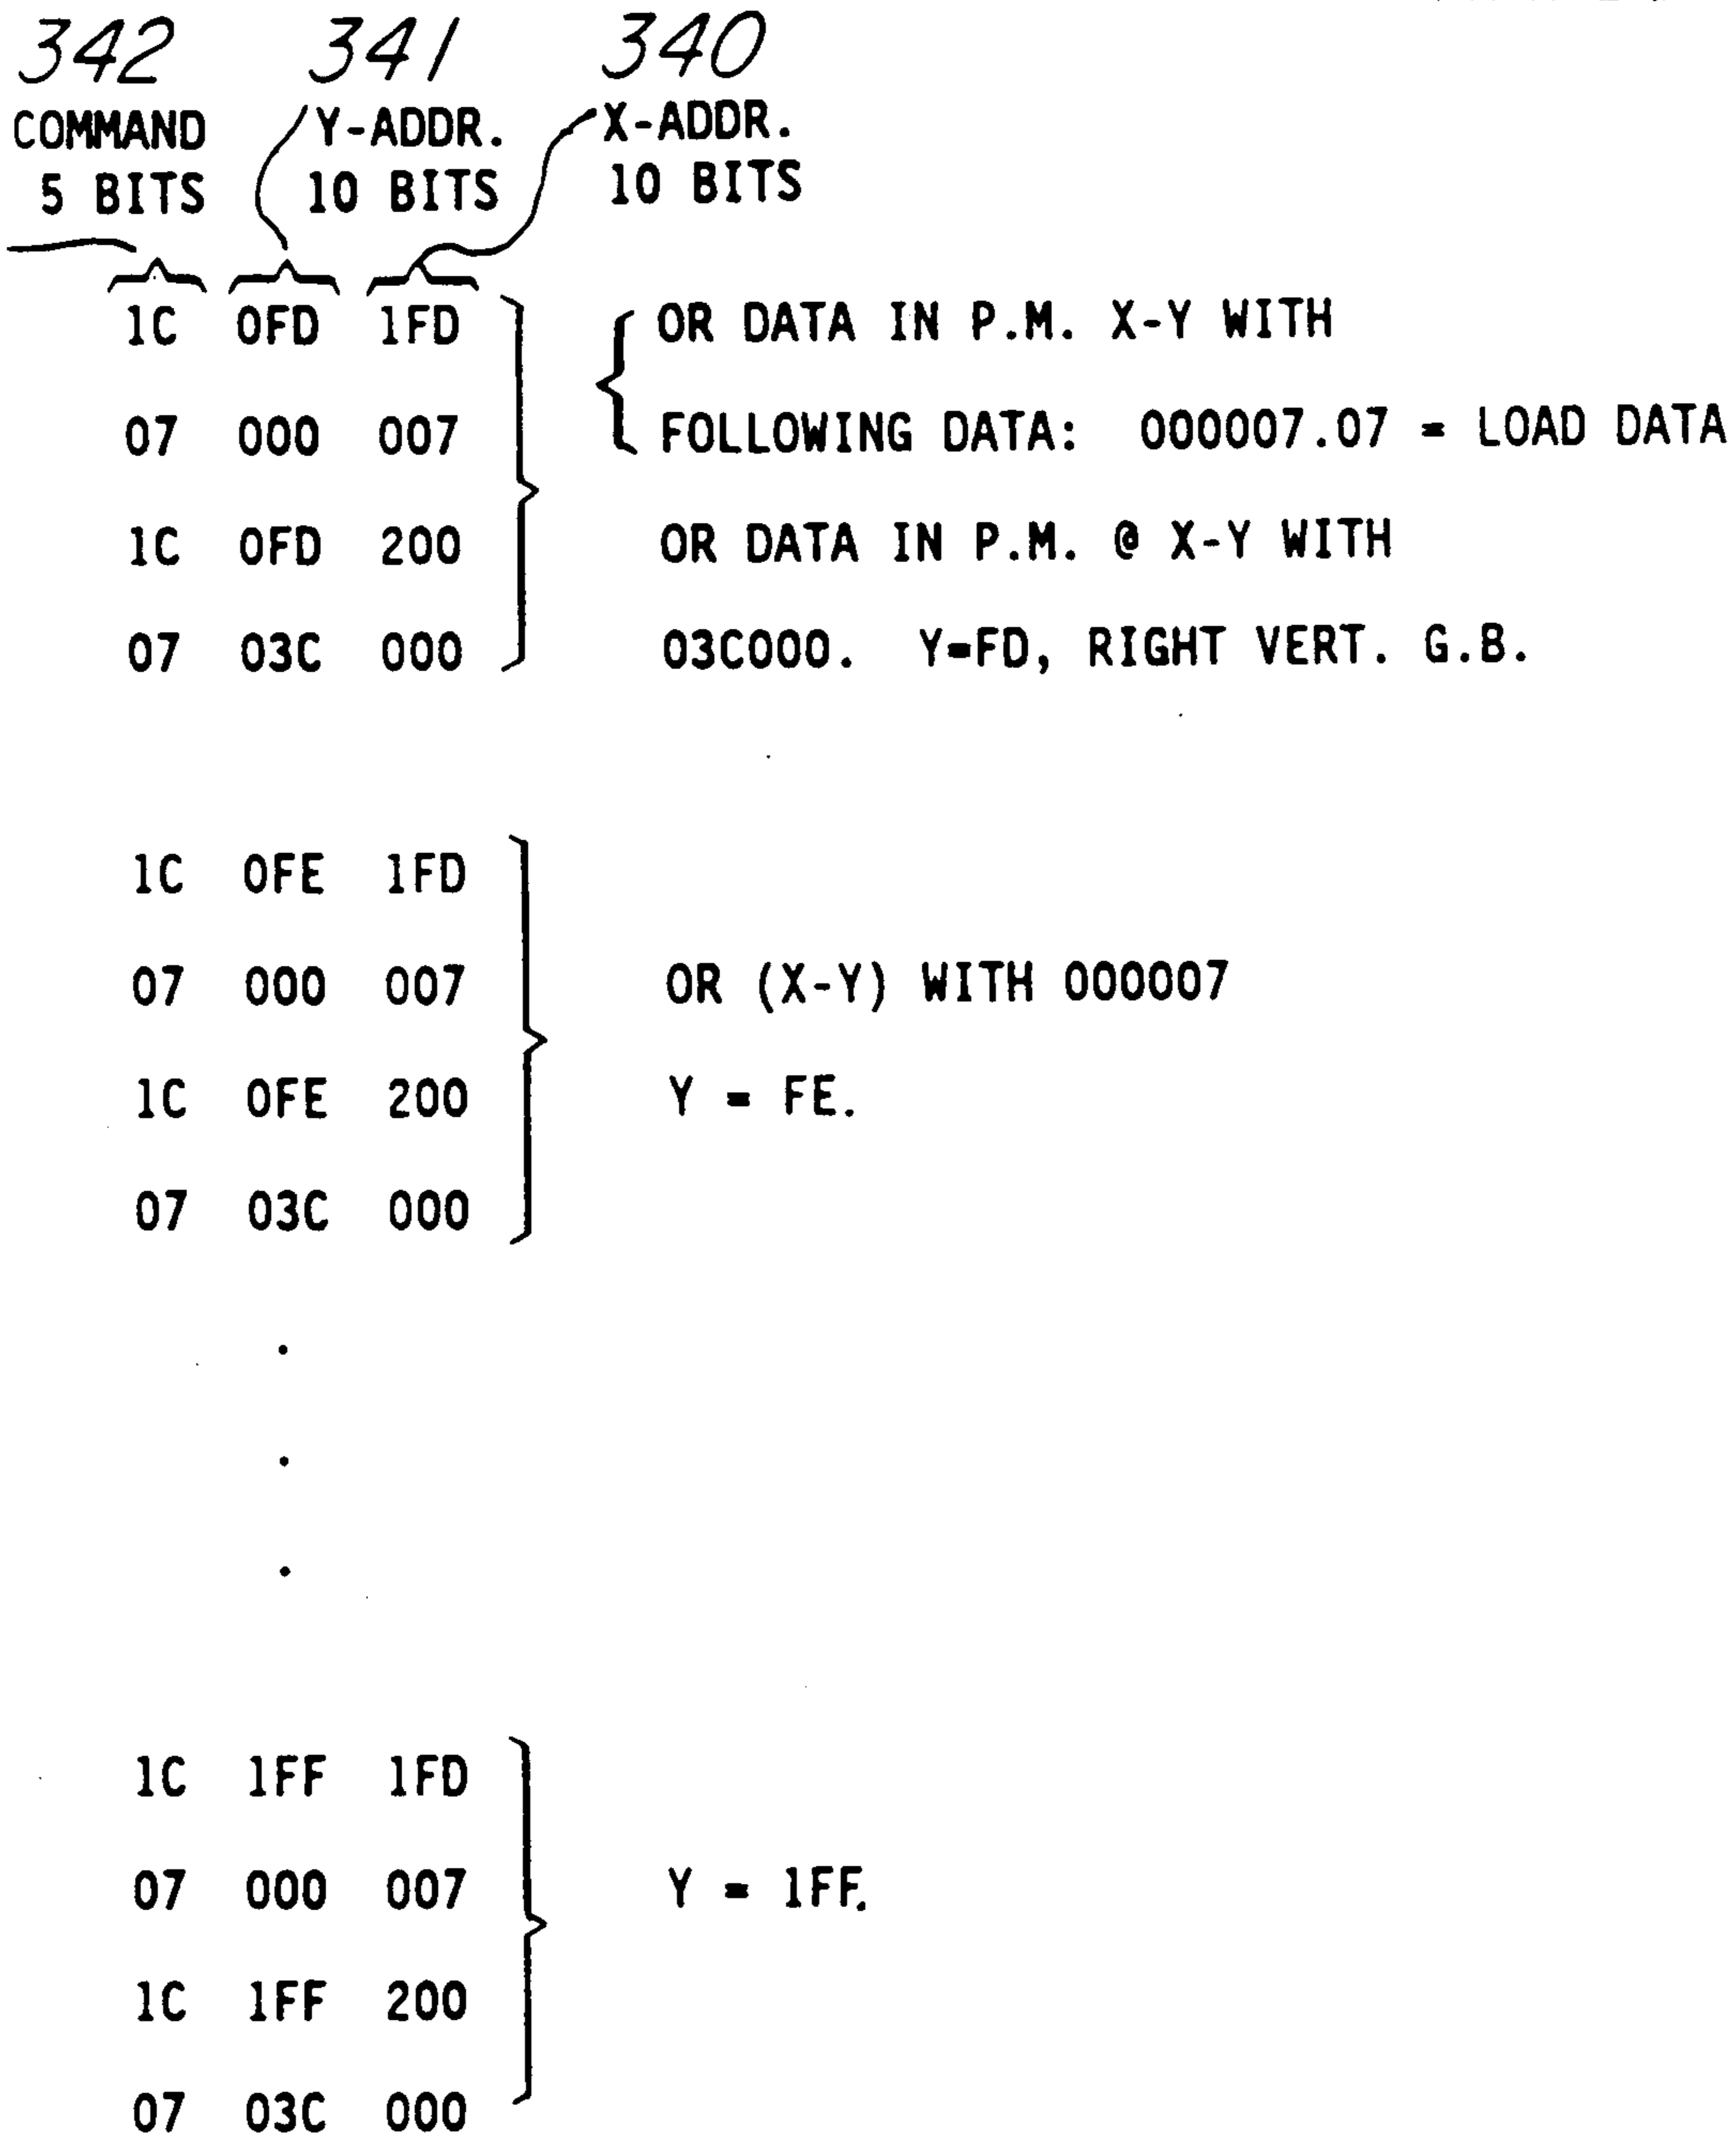 342 341 340
COMMAND Y-ADDR. X-ADDR.
5 BITS 10 BITS 10 BITS
1C 0FD 1FD OR DATA IN P.M. X-Y WITH
07 000 007 FOLLOWING DATA: 000007.07 = LOAD DATA
1C 0FD 200 OR DATA IN P.M. @ X-Y WITH
07 03C 000 03C000. Y=FD, RIGHT VERT. G.B.
1C 0FE 1FD
07 000 007 OR (X-Y) WITH 000007
1C 0FE 200 Y = FE.
07 03C 000
.
.
.
1C 1FF 1FD
07 000 007 Y = 1FF.
1C 1FF 200
07 03C 000